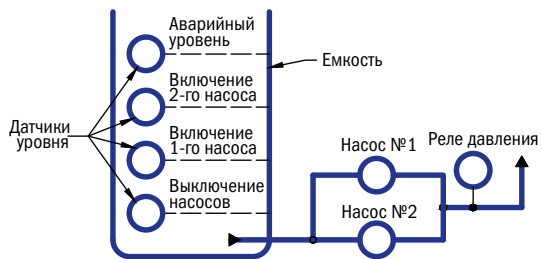 Аварийный
уровень
Емкость
Включение
2-го насоса
Датчики
уровня
Включение
1-го насоса
Выключение
насосов
Насос №1
Реле давления
Насос №2